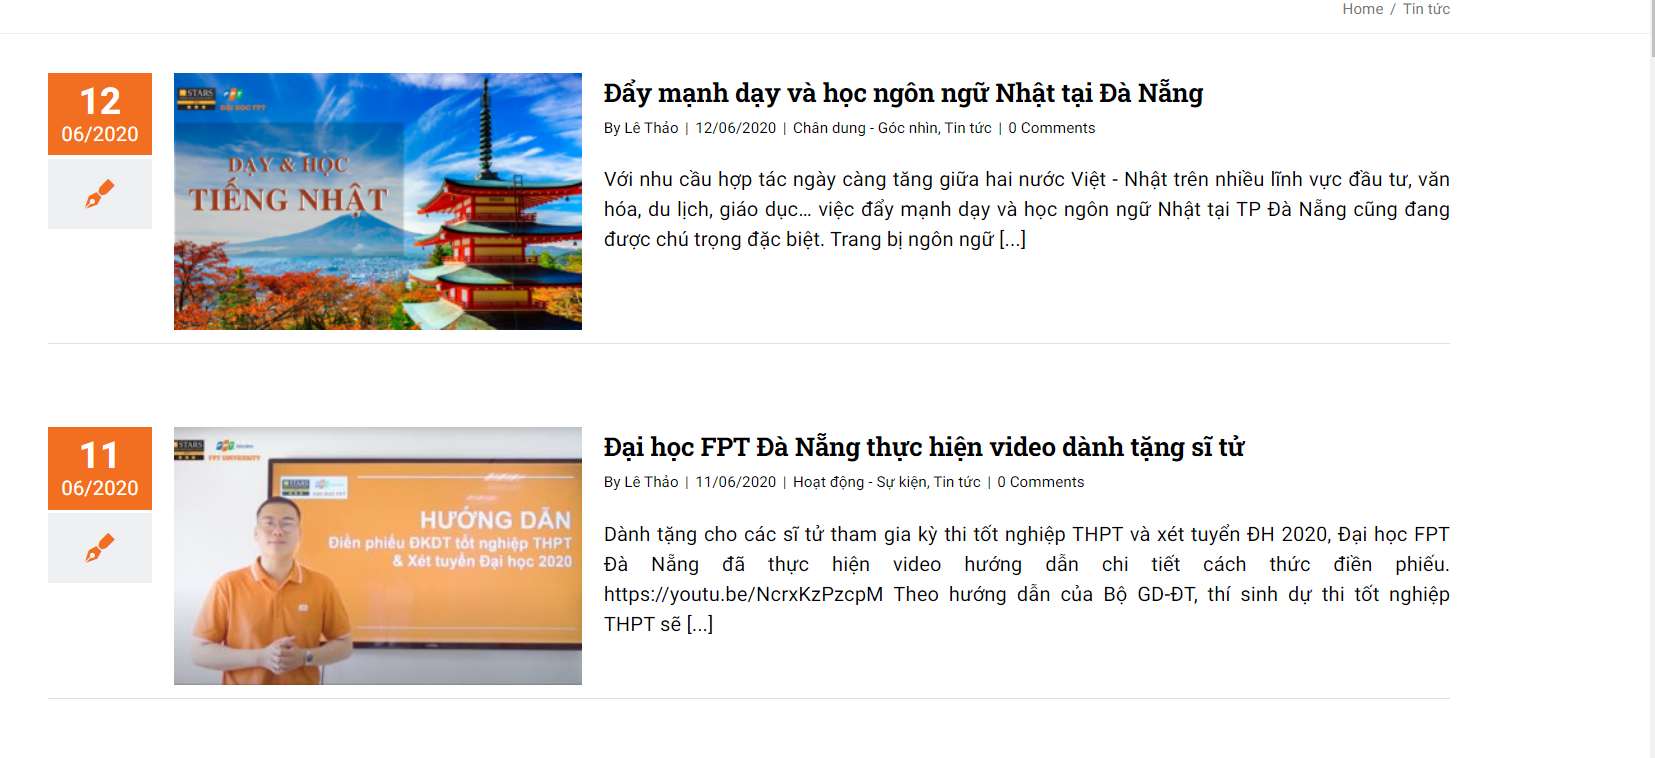 Home / Tin tức
12
06/2020
STARS
ĐẠI HỌC FPT
DẠY & HỌC
TIẾNG NHẬT
Đẩy mạnh dạy và học ngôn ngữ Nhật tại Đà Nẵng
By Lê Thảo | 12/06/2020 | Chân dung - Góc nhìn, Tin tức | 0 Comments
Với nhu cầu hợp tác ngày càng tăng giữa hai nước Việt - Nhật trên nhiều lĩnh vực đầu tư, văn
hóa, du lịch, giáo dục... việc đẩy mạnh dạy và học ngôn ngữ Nhật tại TP Đà Nẵng cũng đang
được chú trọng đặc biệt. Trang bị ngôn ngữ [...]
11
06/2020
STARS
FPT UNIVERSITY
STARS
ĐẠI HỌC FPT
HƯỚNG DẪN
Điền phiếu ĐKDT tốt nghiệp THPT
& Xét tuyển Đại học 2020
Đại học FPT Đà Nẵng thực hiện video dành tặng sĩ tử
By Lê Thảo | 11/06/2020 | Hoạt động - Sự kiện, Tin tức | 0 Comments
Dành tặng cho các sĩ tử tham gia kỳ thi tốt nghiệp THPT và xét tuyển ĐH 2020, Đại học FPT
Đà Nẵng đã thực hiện video hướng dẫn chi tiết cách thức điền phiếu.
https://youtu.be/NcrxKzPzcpM Theo hướng dẫn của Bộ GD-ĐT, thí sinh dự thi tốt nghiệp
THPT sẽ [...]